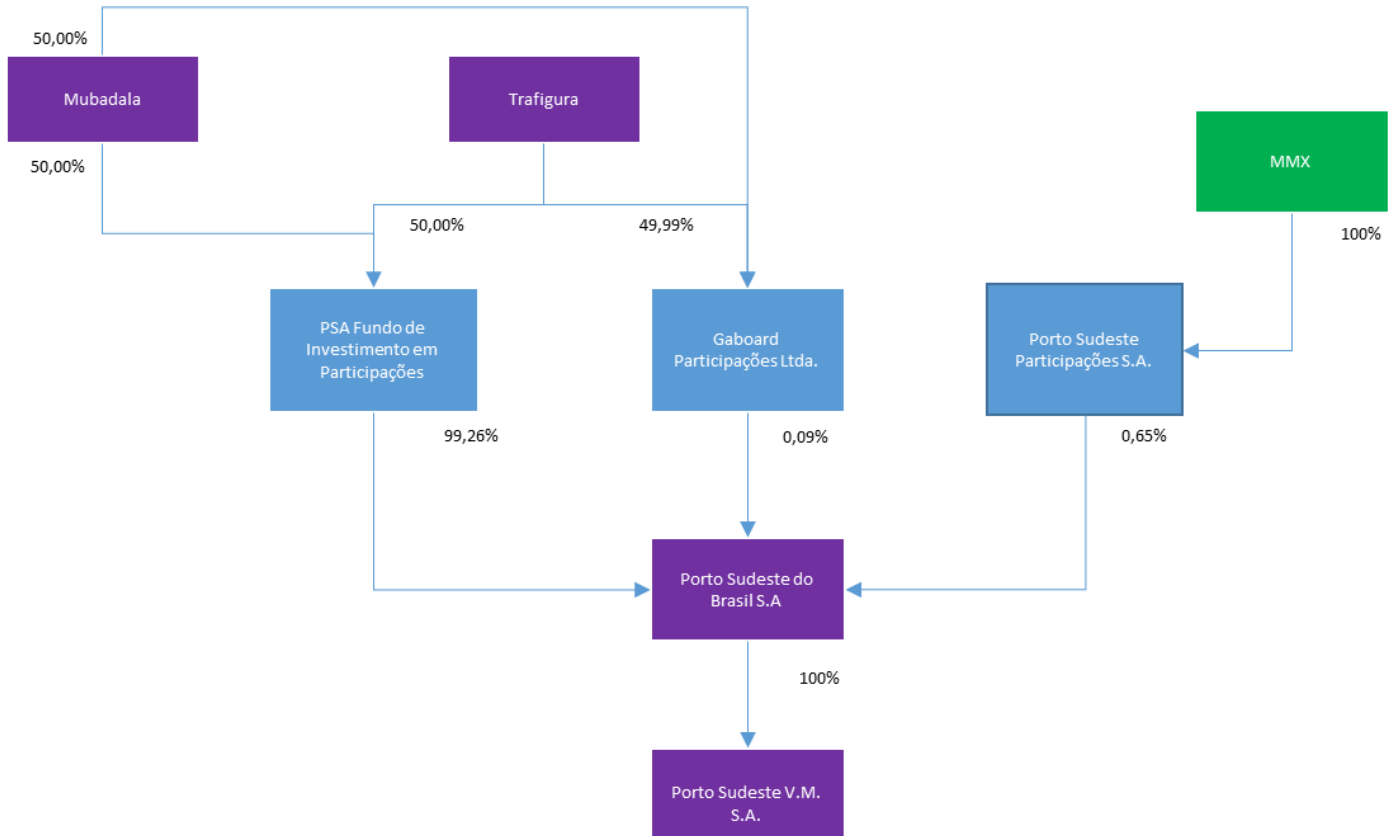 50,00%
Mubadala
Trafigura
MMX
50,00%
50,00%
49,99%
100%
PSA Fundo de
Investimento em
Participações
Gaboard
Participações Ltda.
Porto Sudeste
Participações S.A.
99,26%
0,09%
0,65%
Porto Sudeste do
Brasil S.A
100%
Porto Sudeste V.M.
S.A.